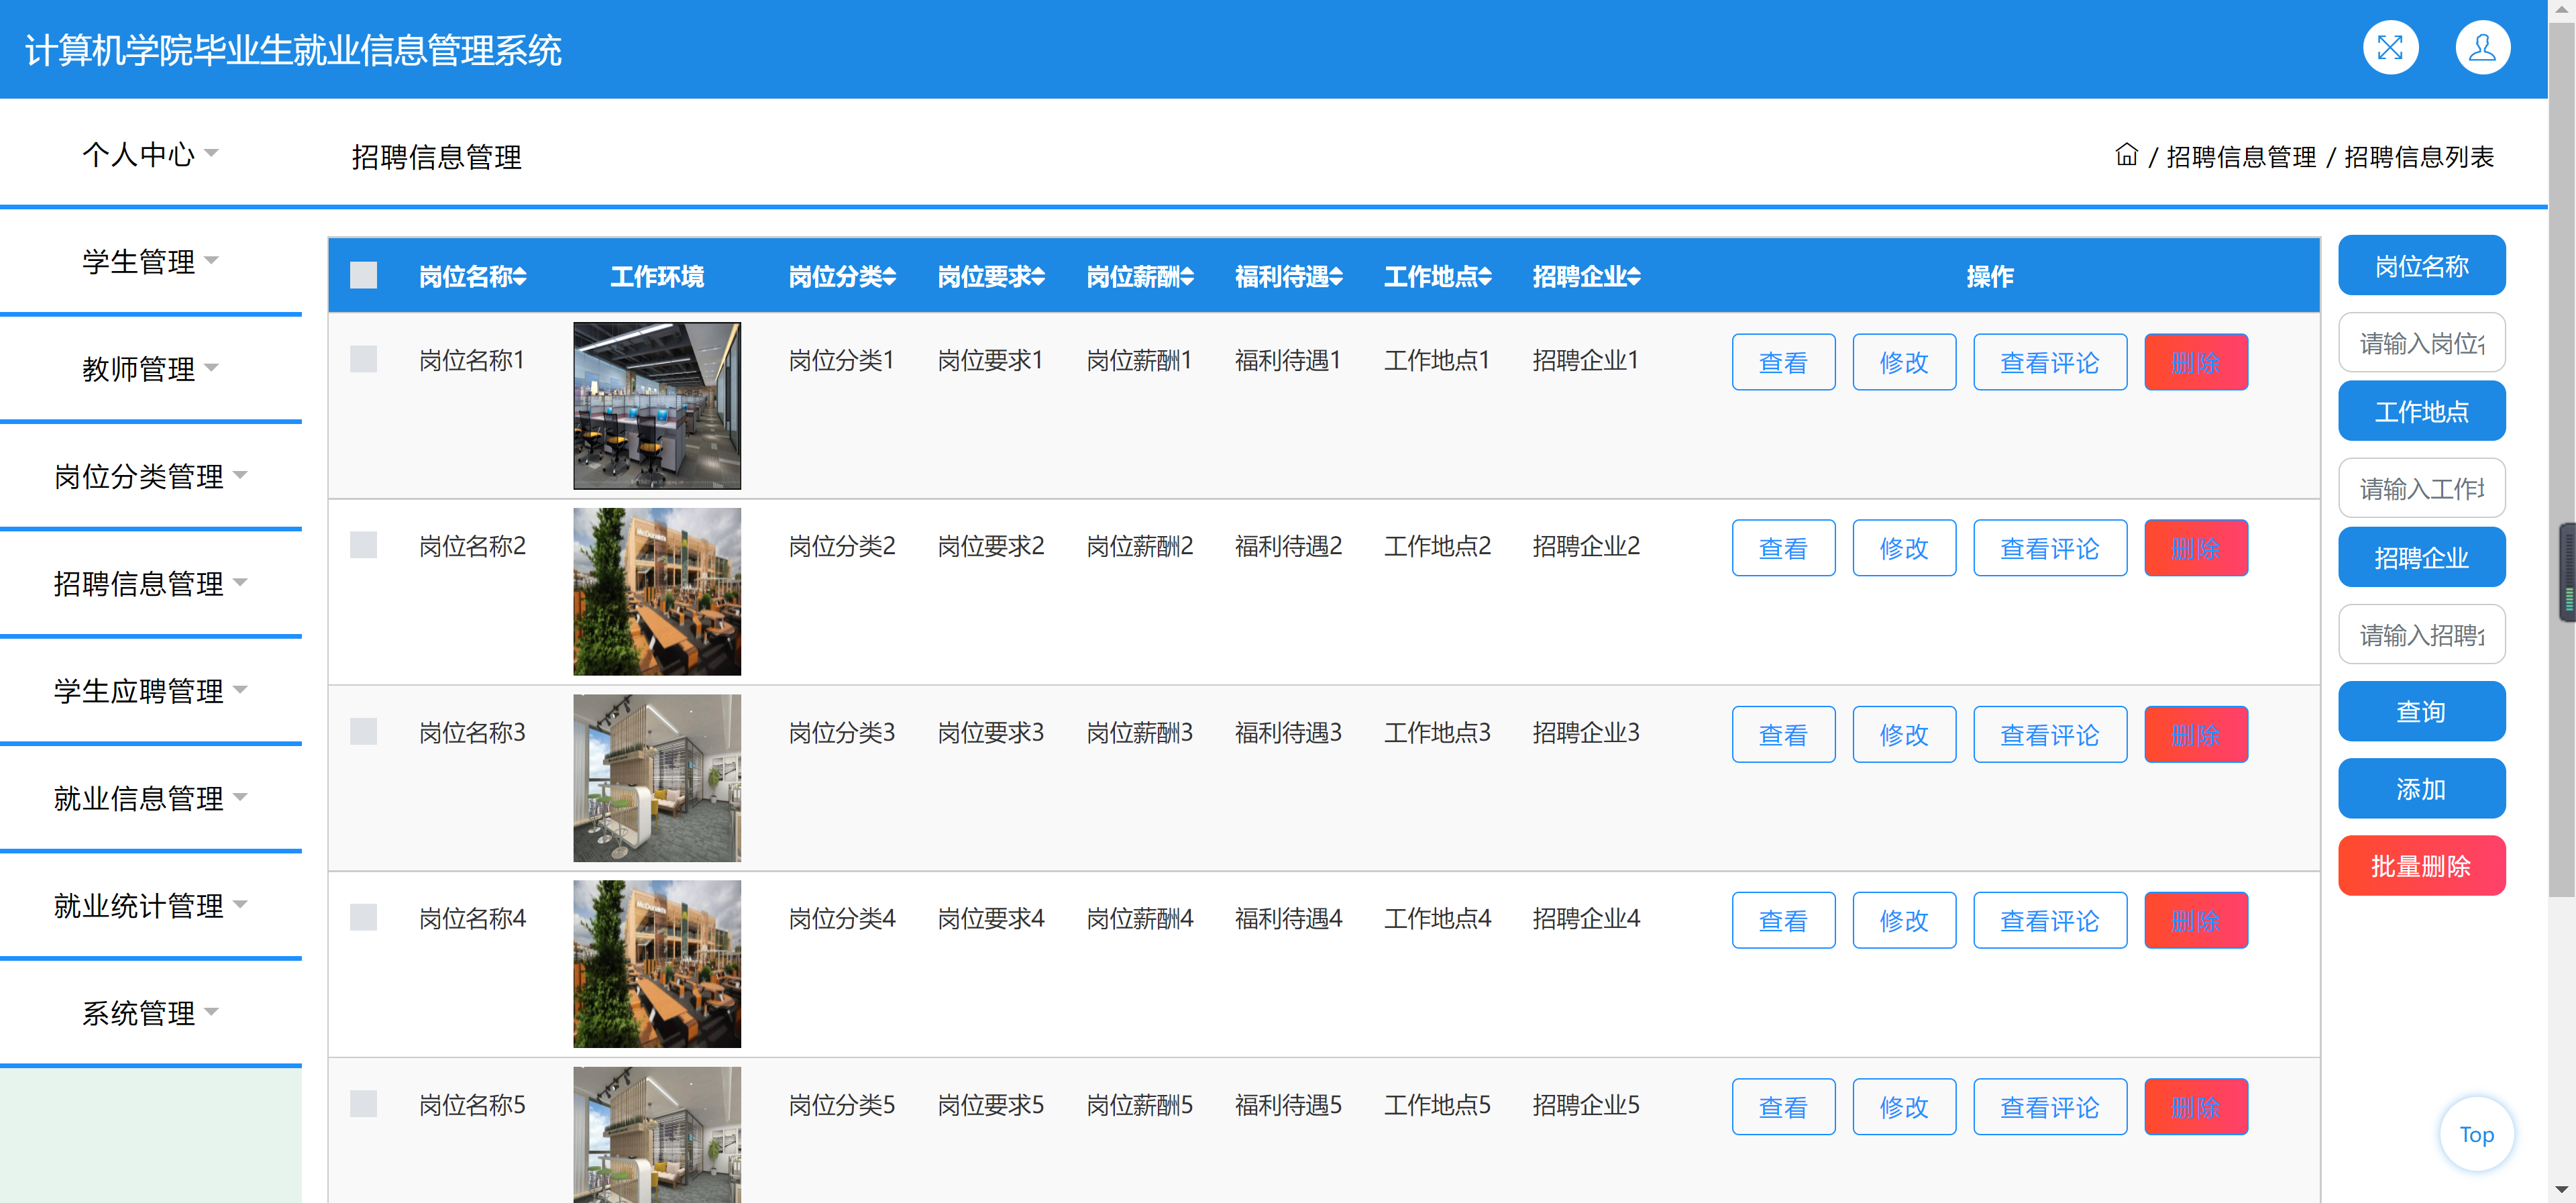 计算机学院毕业生就业信息管理系统
个人中心
招聘信息管理
/ 招聘信息管理 / 招聘信息列表
学生管理
教师管理
岗位分类管理
招聘信息管理
学生应聘管理
就业信息管理
就业统计管理
系统管理
岗位名称 工作环境 岗位分类 岗位要求 岗位薪酬 福利待遇 工作地点 招聘企业 操作
岗位名称1 岗位分类1 岗位要求1 岗位薪酬1 福利待遇1 工作地点1 招聘企业1 查看 修改 查看评论 删除
McDonald's
岗位名称2 岗位分类2 岗位要求2 岗位薪酬2 福利待遇2 工作地点2 招聘企业2 查看 修改 查看评论 删除
岗位名称3 岗位分类3 岗位要求3 岗位薪酬3 福利待遇3 工作地点3 招聘企业3 查看 修改 查看评论 删除
McDonald's
岗位名称4 岗位分类4 岗位要求4 岗位薪酬4 福利待遇4 工作地点4 招聘企业4 查看 修改 查看评论 删除
岗位名称5 岗位分类5 岗位要求5 岗位薪酬5 福利待遇5 工作地点5 招聘企业5 查看 修改 查看评论 删除
岗位名称
请输入岗位
工作地点
请输入工作
招聘企业
请输入招聘
查询
添加
批量删除
Top